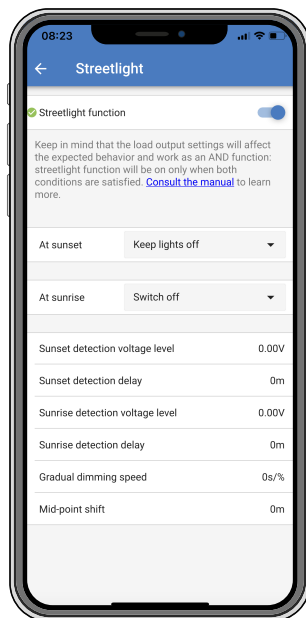 08:23
Streetlight
Streetlight function
Keep in mind that the load output settings will affect
the expected behavior and work as an AND function:
streetlight function will be on only when both
conditions are satisfied. Consult the manual to learn
more.
At sunset Keep lights off
At sunrise Switch off
Sunset detection voltage level 0.00V
Sunset detection delay 0m
Sunrise detection voltage level 0.00V
Sunrise detection delay 0m
Gradual dimming speed 0s/%
Mid-point shift 0m